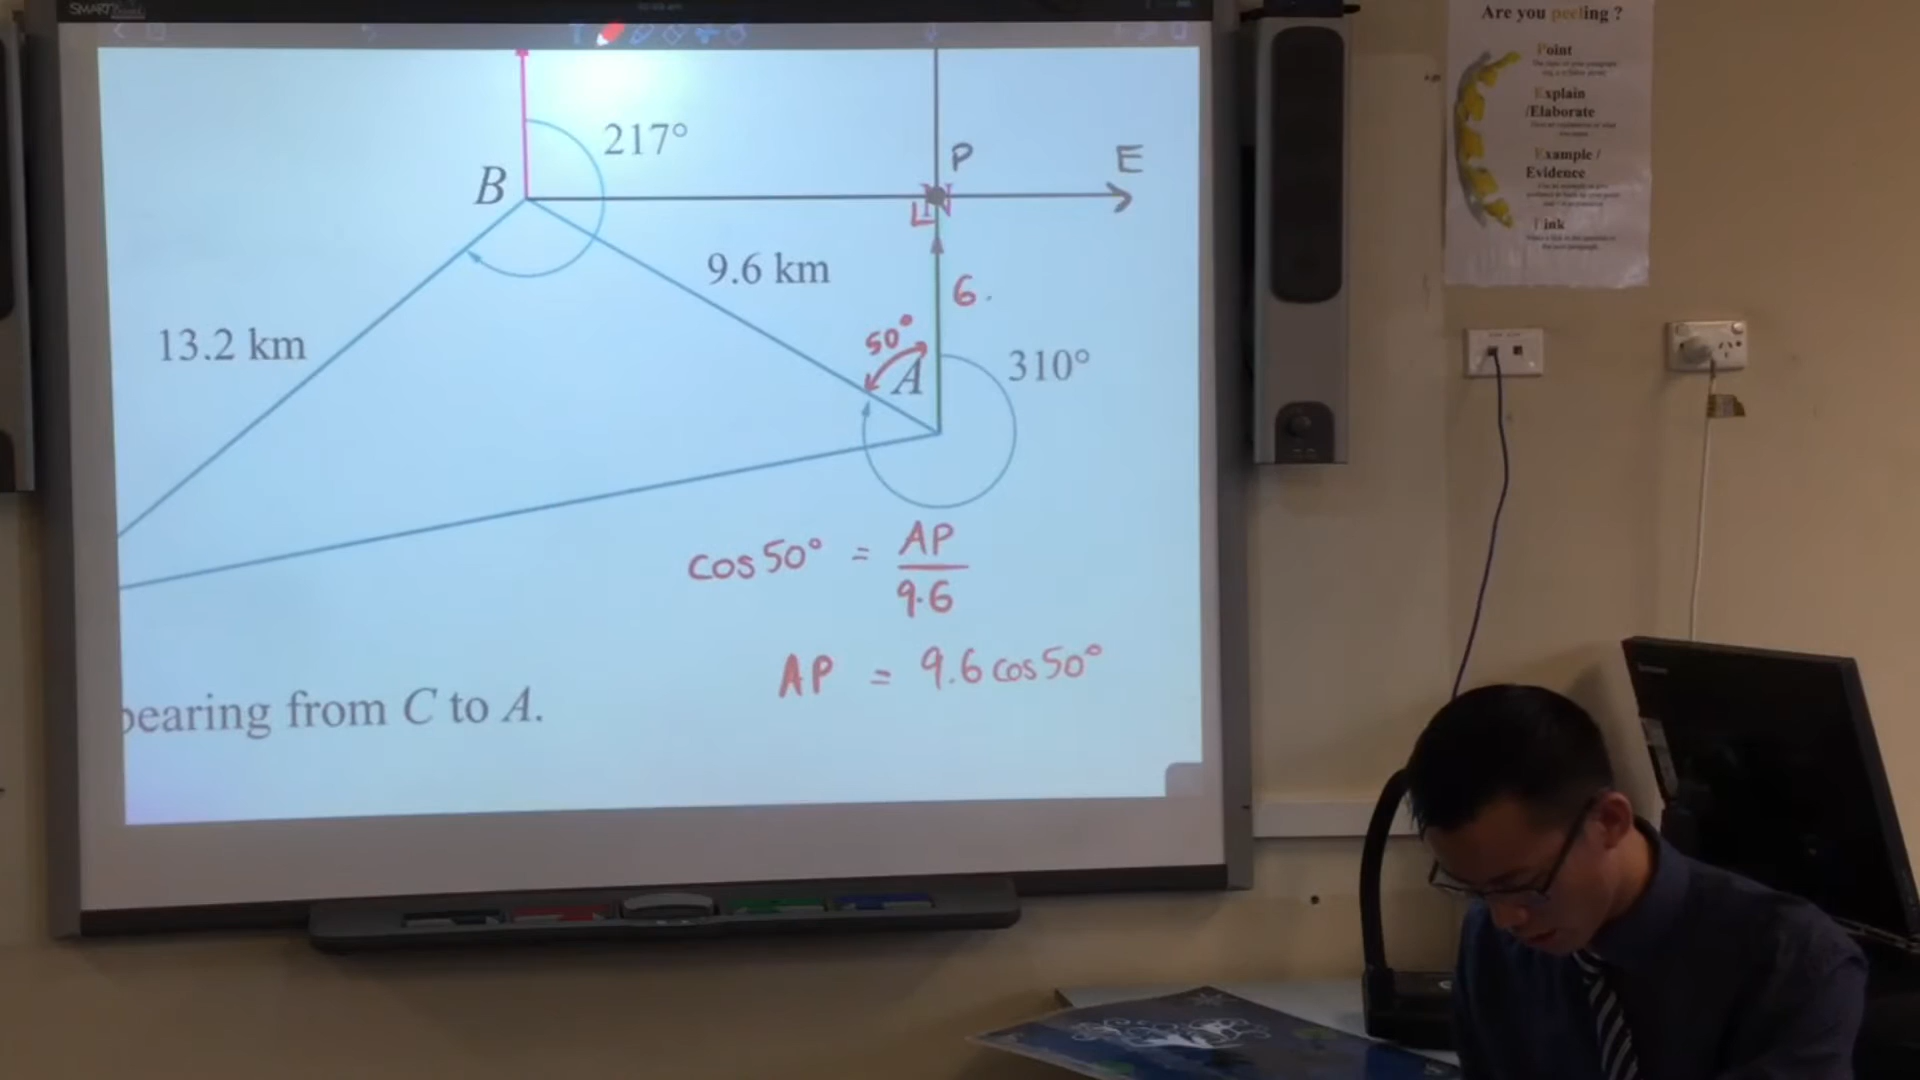 SMART
Are you peeling ?
Point
Explain
/Elaborate
Example /
Evidence
Link
217°
P
E
B
N
9.6 km
6.
50°
13.2 km
A
310°
cos 50° = AP
9.6
AP = 9.6 cos 50°
bearing from C to A.